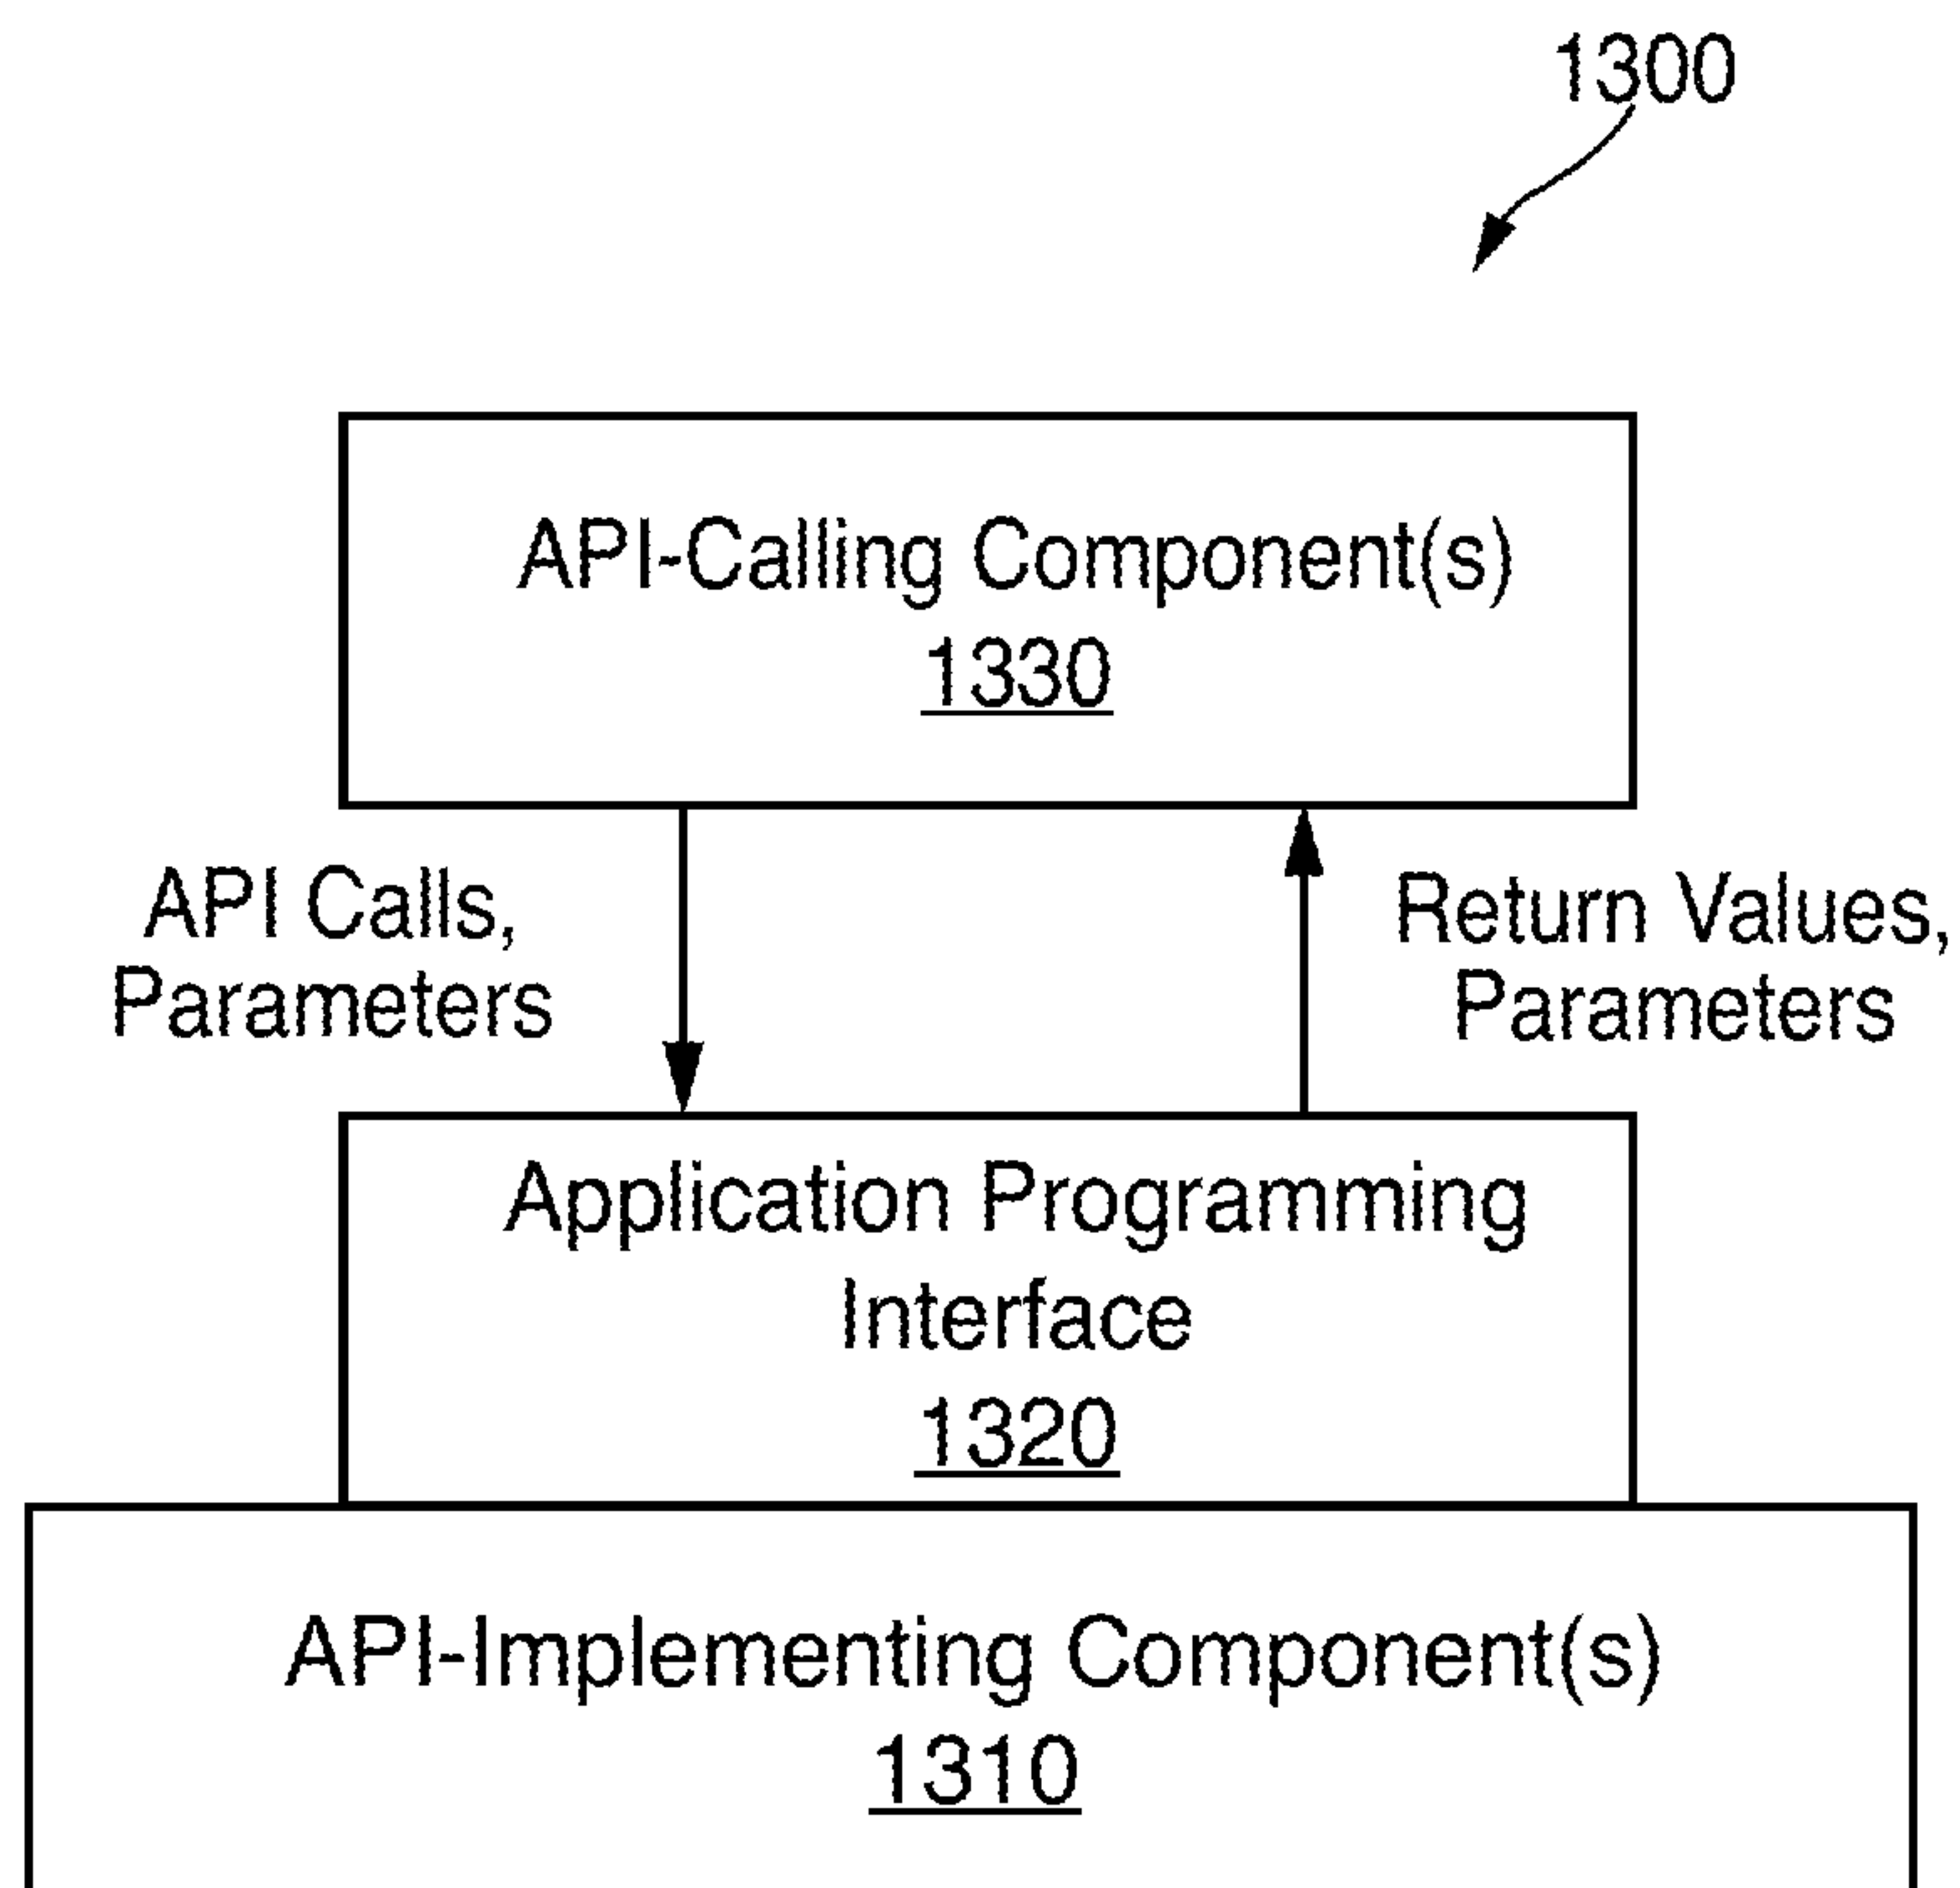 1300
API-Calling Component(s)
1330
API Calls,
Parameters
Return Values,
Parameters
Application Programming
Interface
1320
API-Implementing Component(s)
1310